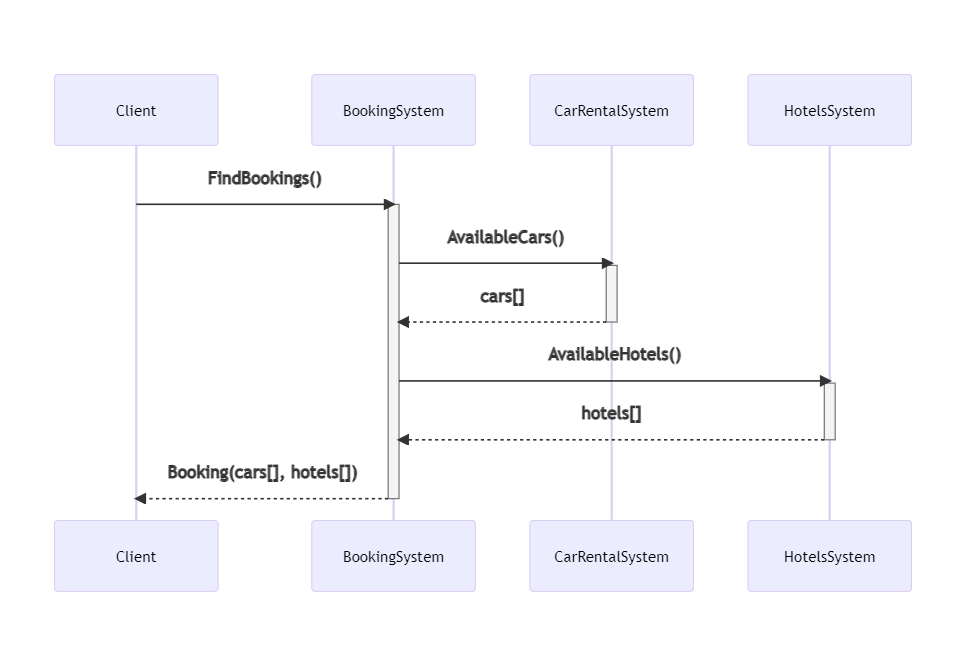 Client
BookingSystem
CarRentalSystem
HotelsSystem
FindBookings()
AvailableCars()
cars[]
AvailableHotels()
hotels[]
Booking(cars[], hotels[])
Client
BookingSystem
CarRentalSystem
HotelsSystem